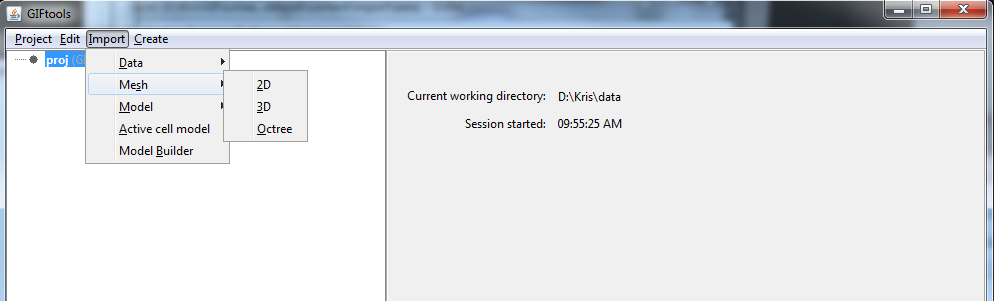 GIFtools
Project Edit Import Create
proj (GI
Data
Mesh
Model
Active cell model
Model Builder
2D
3D
Octree
Current working directory: D:\Kris\data
Session started: 09:55:25 AM